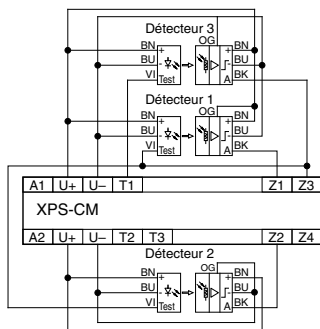 Détecteur 3
OG
BN + + BN
BU - - BU
VI Test A BK
Détecteur 1
OG
BN + + BN
BU - - BU
VI Test A BK
A1 U+ U– T1 Z1 Z3
XPS-CM
A2 U+ U– T2 T3 Z2 Z4
Détecteur 2
OG
BN + + BN
BU - - BU
VI Test A BK